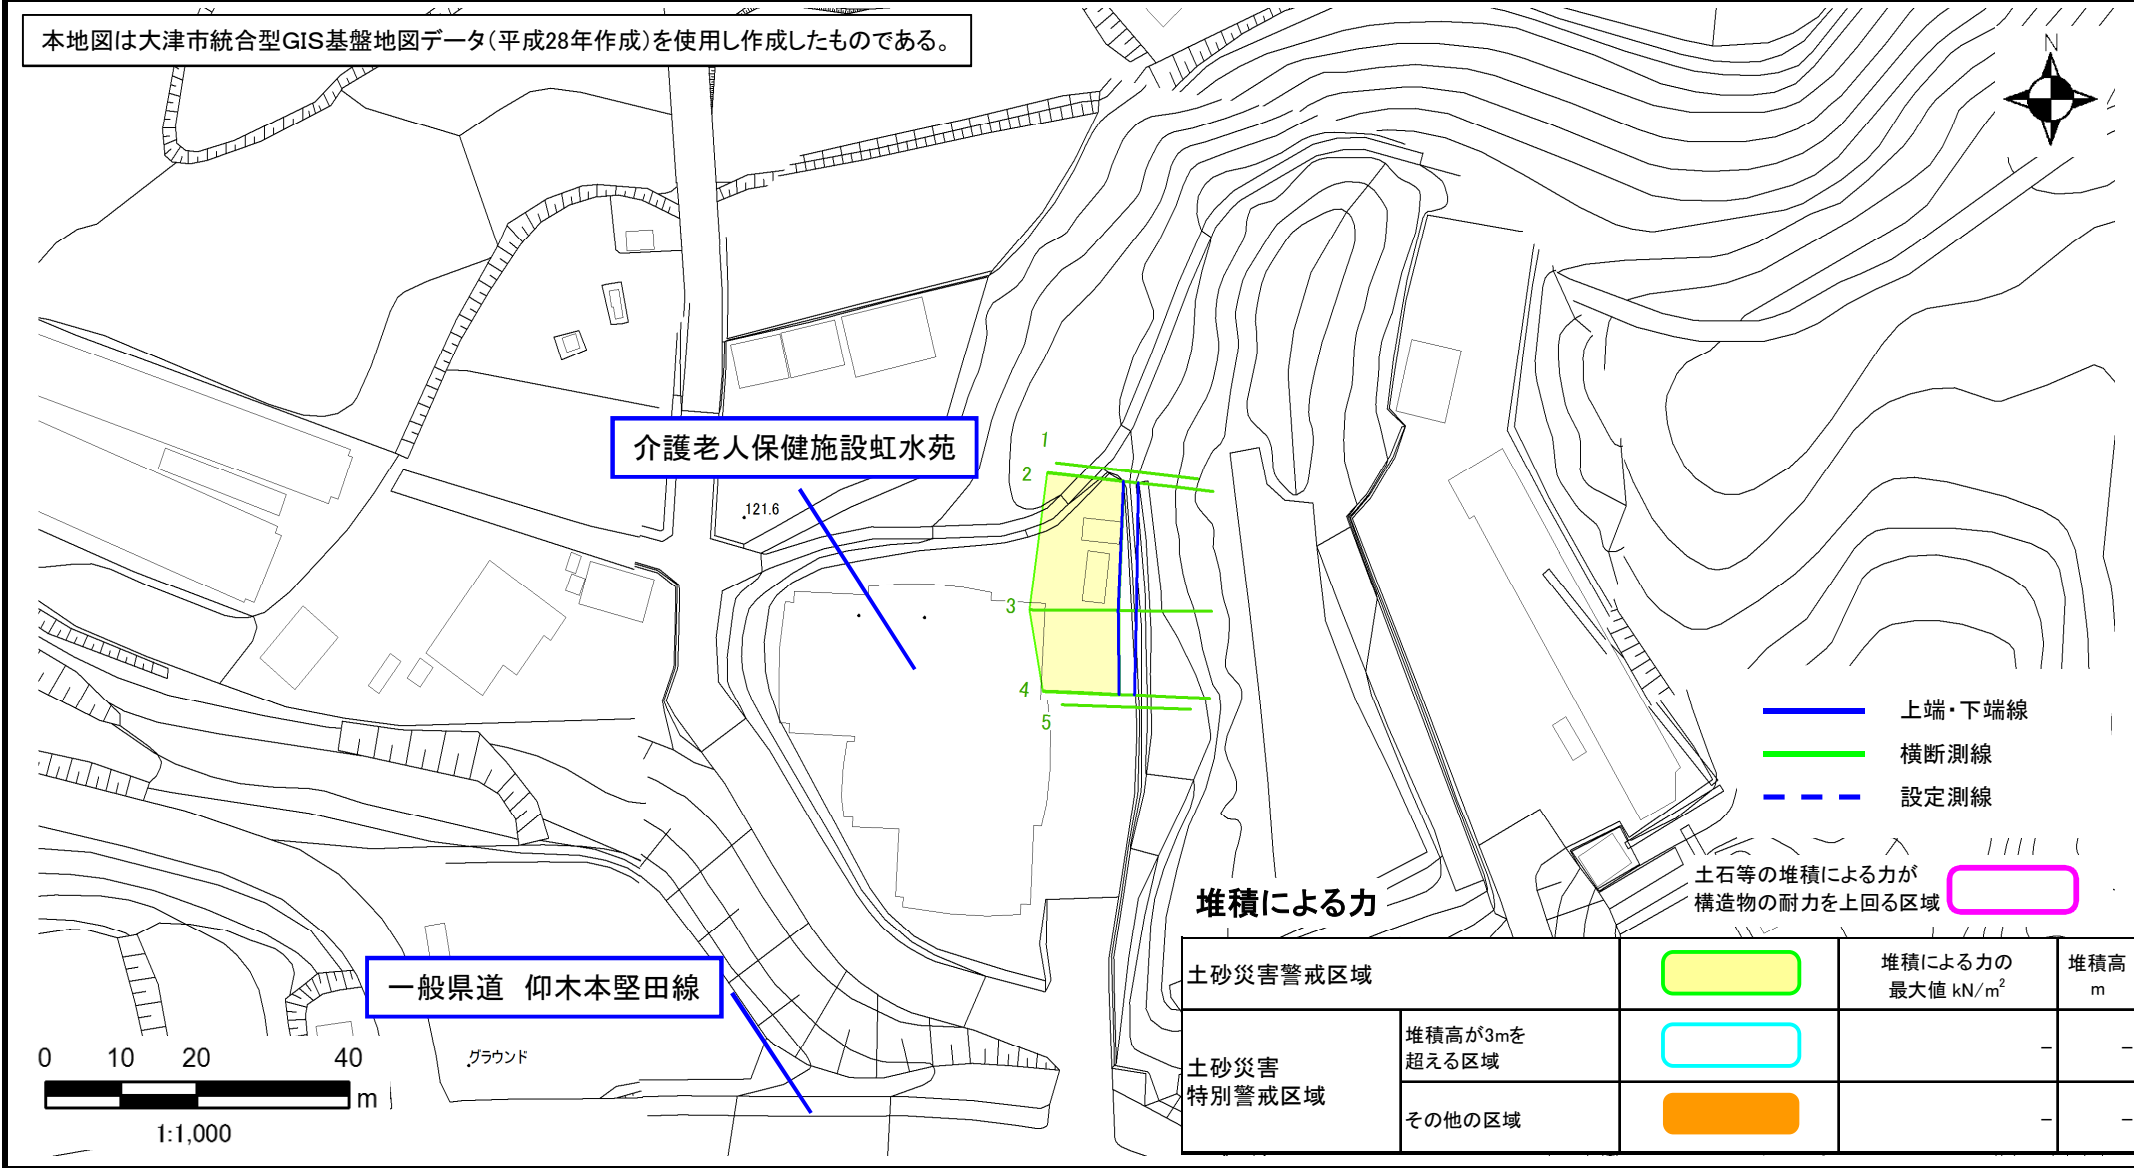 本地図は大津市統合型GIS基盤地図データ(平成28年作成)を使用し作成したものである。
N
介護老人保健施設虹水苑
121.6
1
2
3
4
5
上端・下端線
横断測線
設定測線
土石等の堆積による力が
構造物の耐力を上回る区域
堆積による力
一般県道 仰木本堅田線
グラウンド
0 10 20 40
m
1:1,000
土砂災害警戒区域
堆積による力の
最大値 kN/m²
堆積高
m
土砂災害
特別警戒区域
堆積高が3mを
超える区域
－ －
その他の区域
－ －